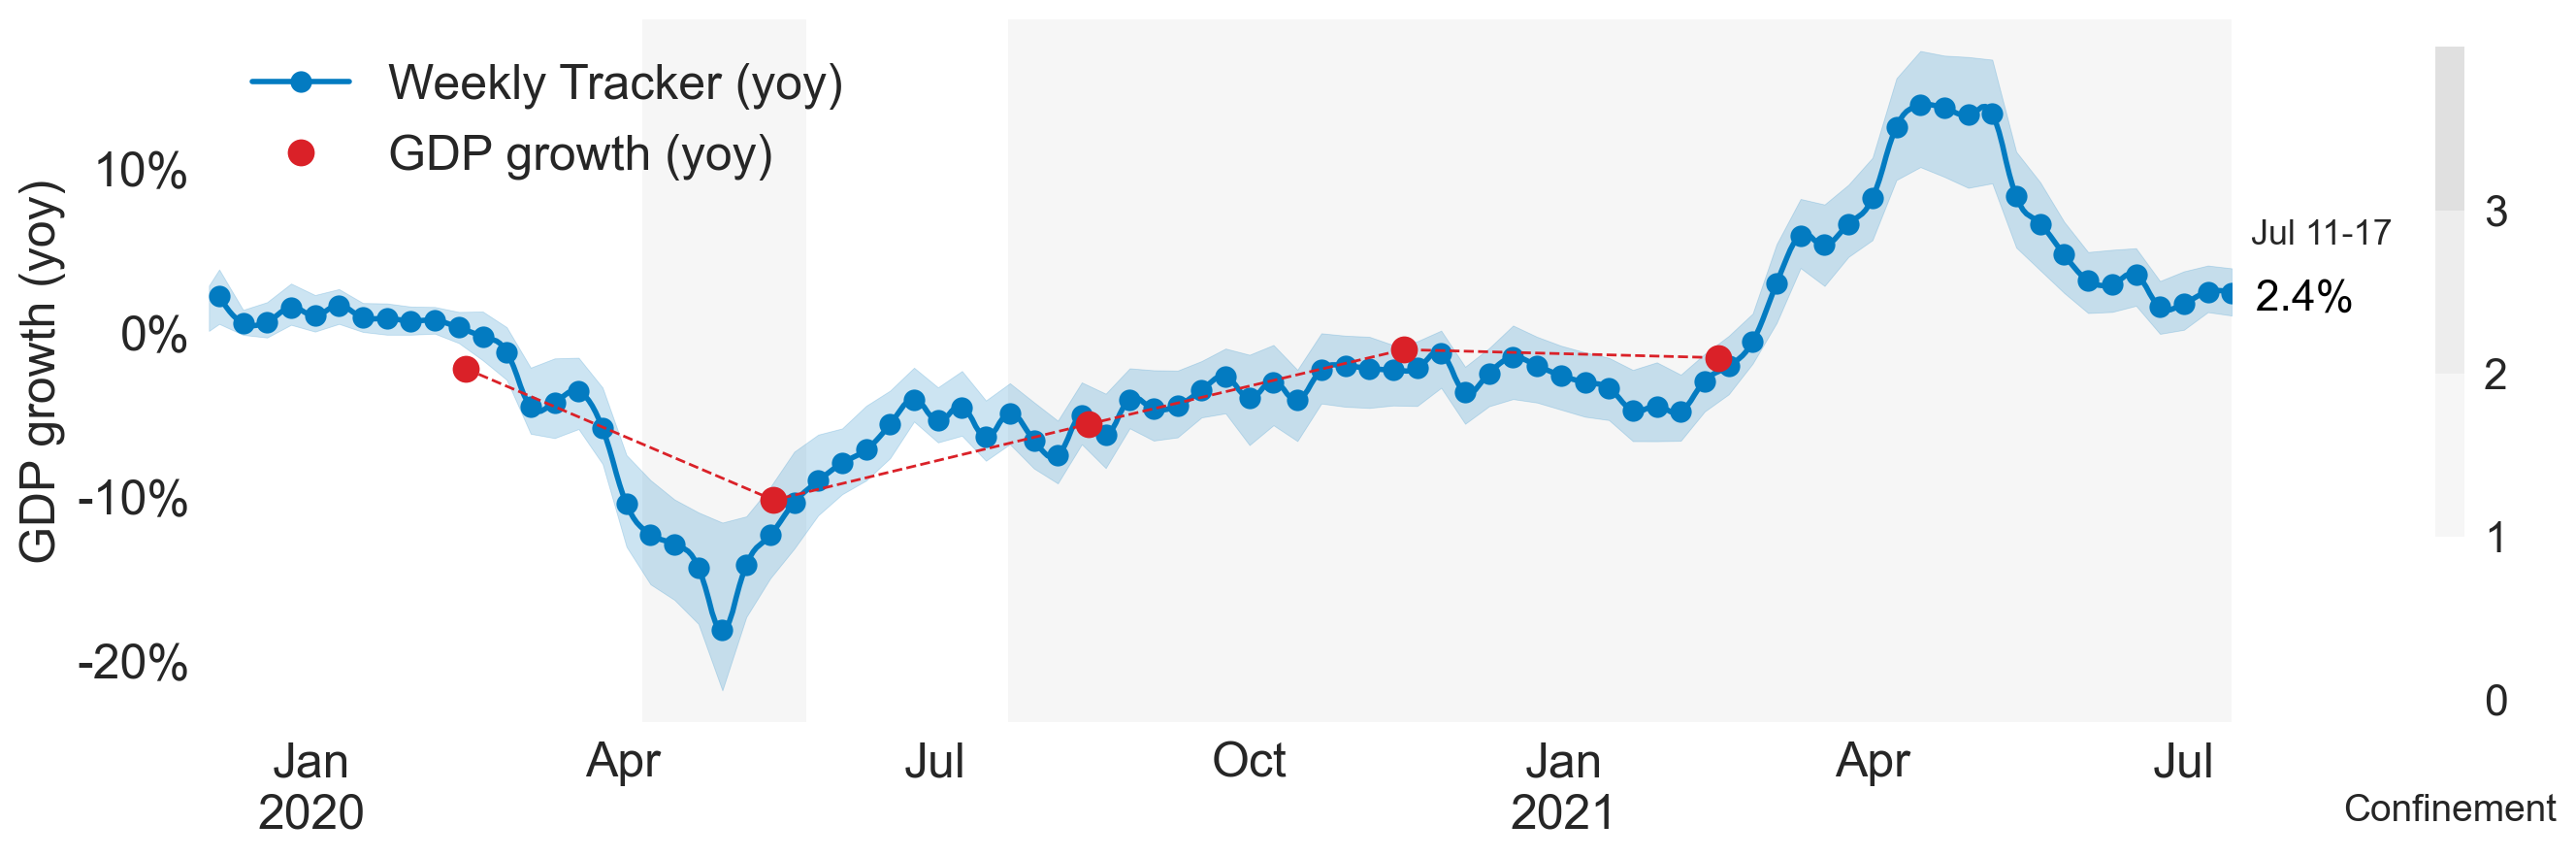 Weekly Tracker (yoy)
GDP growth (yoy)
GDP growth (yoy)
10%
0%
-10%
-20%
Jan
2020
Apr
Jul
Oct
Jan
2021
Apr
Jul
Jul 11-17
2.4%
3
2
1
0
Confinement